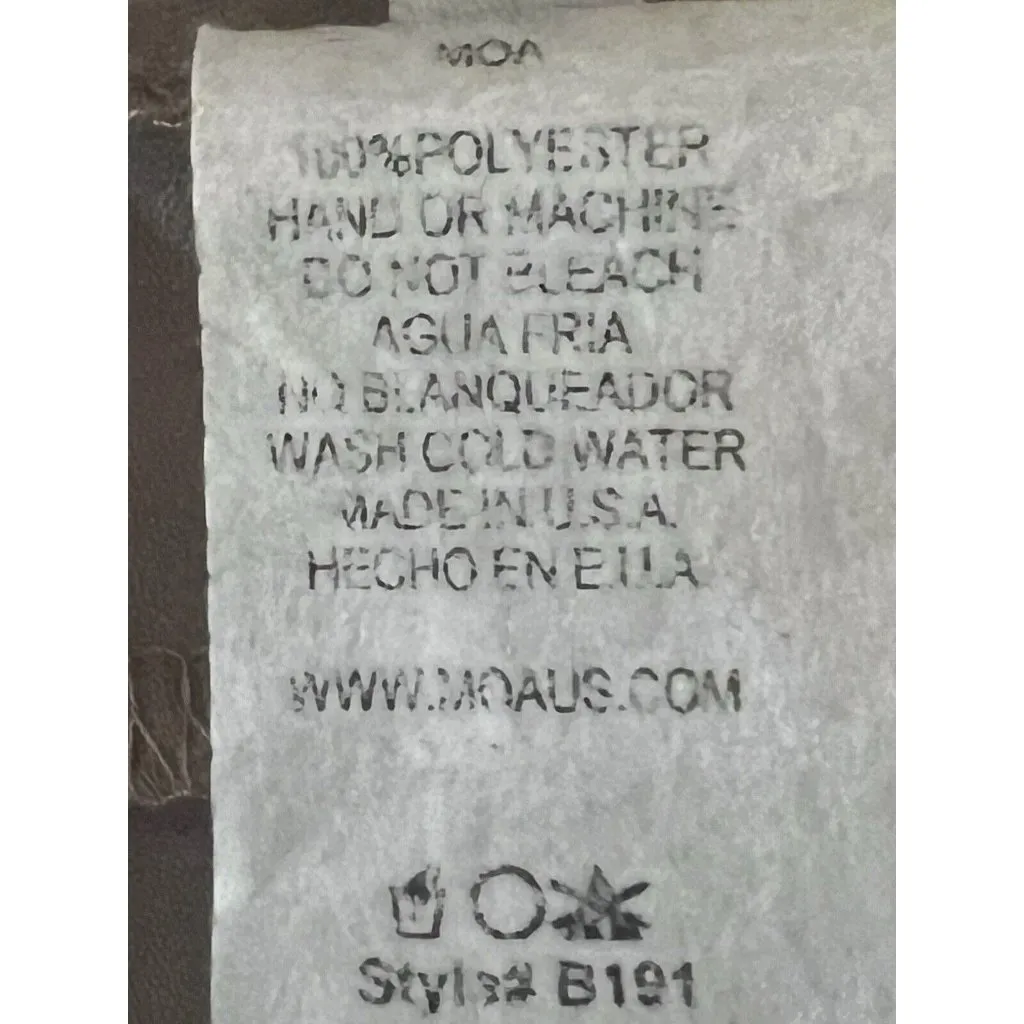 MOA
100%POLYESTER
HAND OR MACHINE
DO NOT BLEACH
AGUA FRIA
NO BLANQUEADOR
WASH COLD WATER
MADE IN U.S.A.
HECHO EN E.U.A
WWW.MOAUS.COM
Style# B191